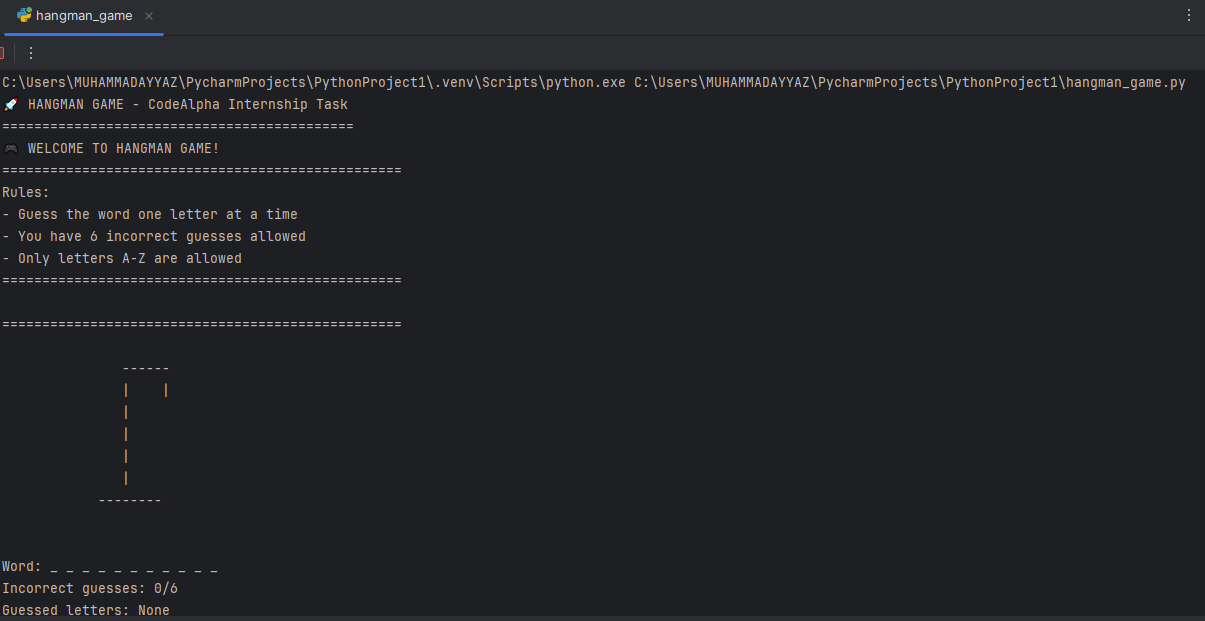 hangman_game
C:\Users\MUHAMMADAYYAZ\PycharmProjects\PythonProject1\.venv\Scripts\python.exe C:\Users\MUHAMMADAYYAZ\PycharmProjects\PythonProject1\hangman_game.py
🚀 HANGMAN GAME - CodeAlpha Internship Task
============================================
🎮 WELCOME TO HANGMAN GAME!
==================================================
Rules:
- Guess the word one letter at a time
- You have 6 incorrect guesses allowed
- Only letters A-Z are allowed
==================================================
==================================================
               ------
               |    |
               |
               |
               |
               |
            --------
Word: _ _ _ _ _ _ _ _ _ _ _
Incorrect guesses: 0/6
Guessed letters: None